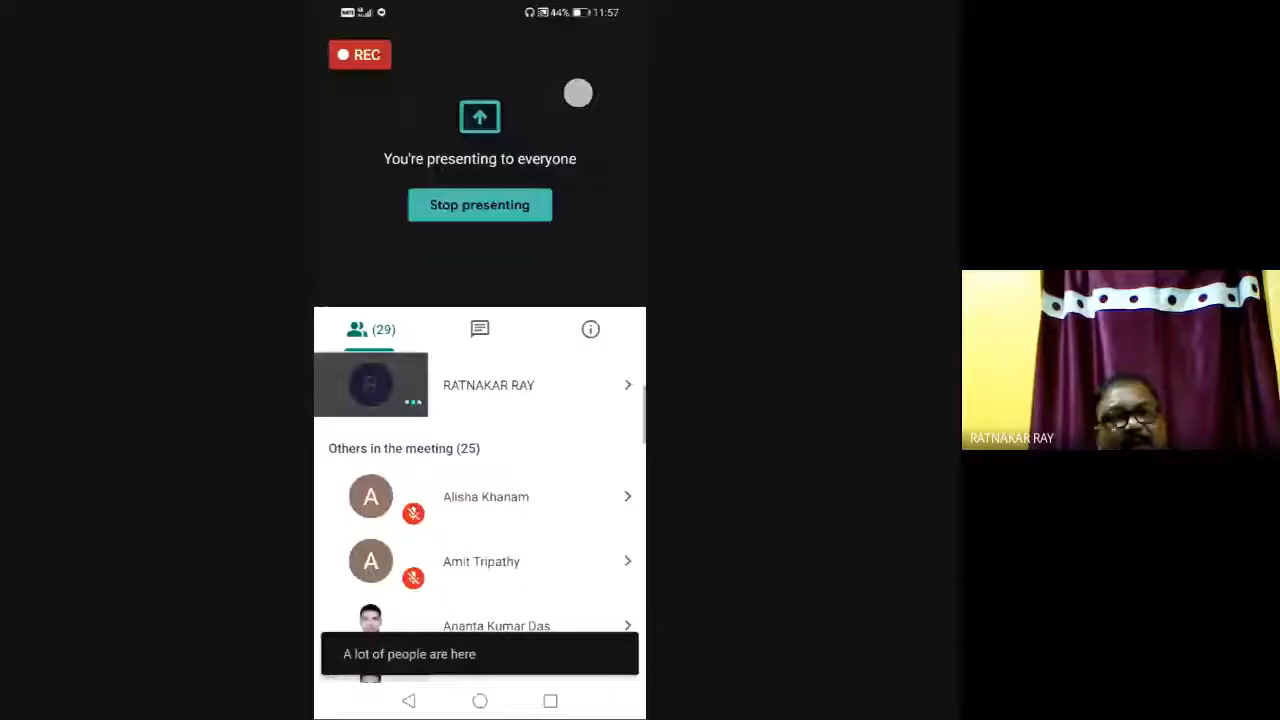 44% 11:57
REC
You're presenting to everyone
Stop presenting
(29)
RATNAKAR RAY
Others in the meeting (25)
A
Alisha Khanam
A
Amit Tripathy
Ananta Kumar Das
A lot of people are here
RATNAKAR RAY